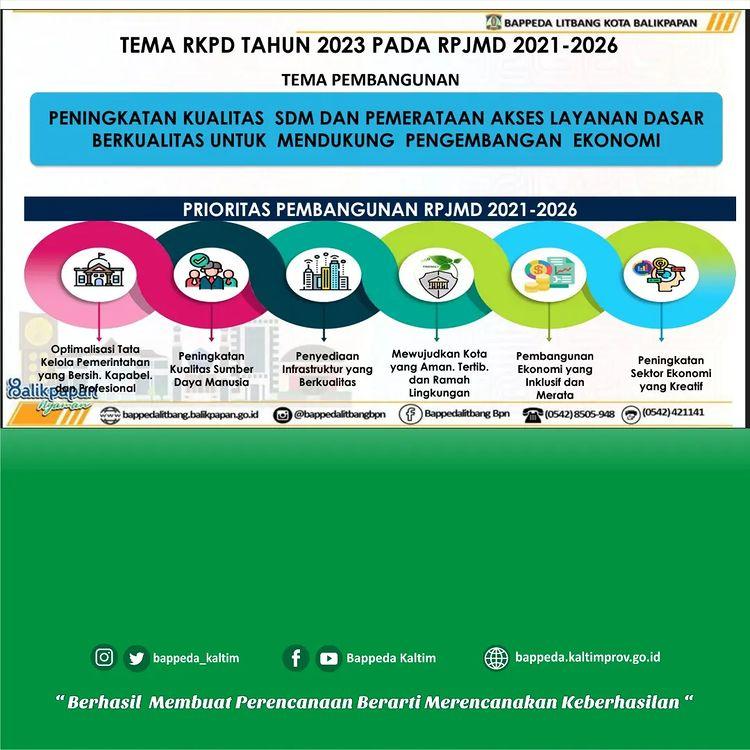 BAPPEDA LITBANG KOTA BALIKPAPAN
TEMA RKPD TAHUN 2023 PADA RPJMD 2021-2026
TEMA PEMBANGUNAN
PENINGKATAN KUALITAS SDM DAN PEMERATAAN AKSES LAYANAN DASAR
BERKUALITAS UNTUK MENDUKUNG PENGEMBANGAN EKONOMI
PRIORITAS PEMBANGUNAN RPJMD 2021-2026
Optimalisasi Tata
Kelola Pemerintahan
yang Bersih. Kapabel.
dan Profesional
Peningkatan
Kualitas Sumber
Daya Manusia
Penyediaan
Infrastruktur yang
Berkualitas
Mewujudkan Kota
yang Aman. Tertib.
dan Ramah
Lingkungan
Pembangunan
Ekonomi yang
Inklusif dan
Merata
Peningkatan
Sektor Ekonomi
yang Kreatif
Balikpapan
Nyaman
bappedalitbang.balikpapan.go.id
@bappedalitbangbpn
Bappedalitbang Bpn
(0542) 8505-948
(0542) 421141
bappeda_kaltim
Bappeda Kaltim
bappeda.kaltimprov.go.id
“ Berhasil Membuat Perencanaan Berarti Merencanakan Keberhasilan “